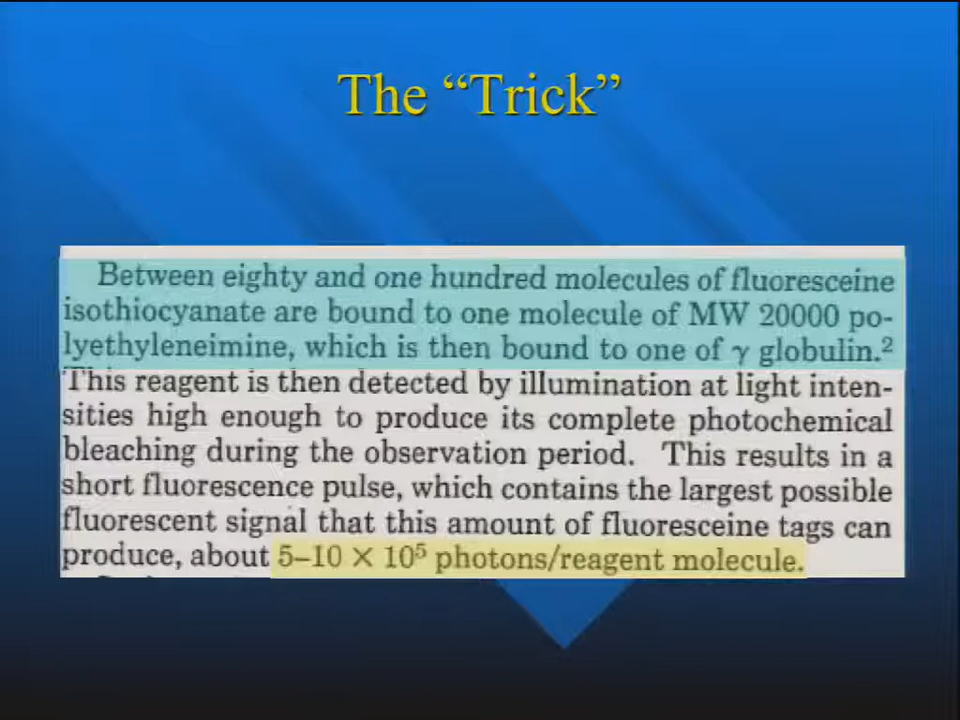 The “Trick”
Between eighty and one hundred molecules of fluoresceine
isothiocyanate are bound to one molecule of MW 20000 po-
lyethyleneimine, which is then bound to one of γ globulin.²
This reagent is then detected by illumination at light inten-
sities high enough to produce its complete photochemical
bleaching during the observation period. This results in a
short fluorescence pulse, which contains the largest possible
fluorescent signal that this amount of fluoresceine tags can
produce, about 5–10 × 10⁵ photons/reagent molecule.